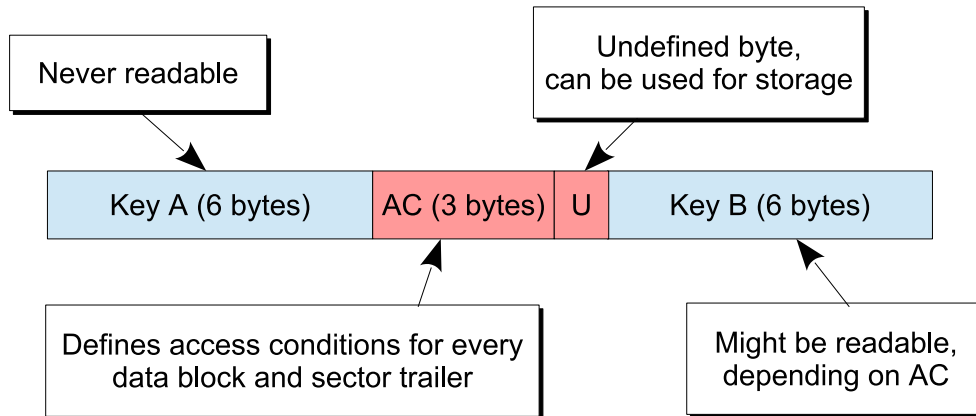 Never readable
Undefined byte,
can be used for storage
Key A (6 bytes)
AC (3 bytes)
U
Key B (6 bytes)
Defines access conditions for every
data block and sector trailer
Might be readable,
depending on AC